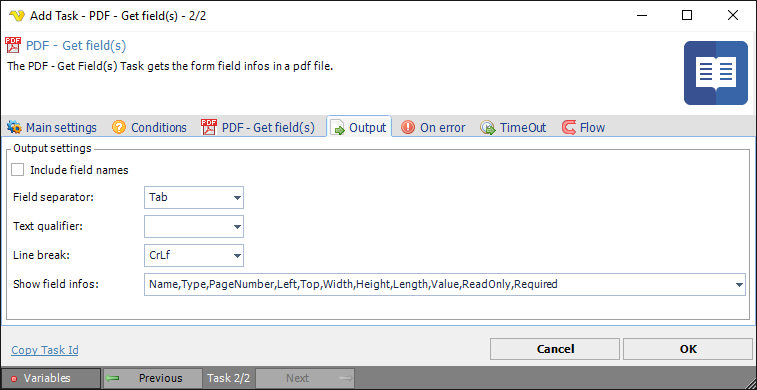 Add Task - PDF - Get field(s) - 2/2
PDF
PDF - Get field(s)
The PDF - Get Field(s) Task gets the form field infos in a pdf file.
Main settings Conditions PDF PDF - Get field(s) Output On error TimeOut Flow
Output settings
Include field names
Field separator: Tab
Text qualifier:
Line break: CrLf
Show field infos: Name,Type,PageNumber,Left,Top,Width,Height,Length,Value,ReadOnly,Required
Copy Task Id Cancel OK
Variables Previous Task 2/2 Next